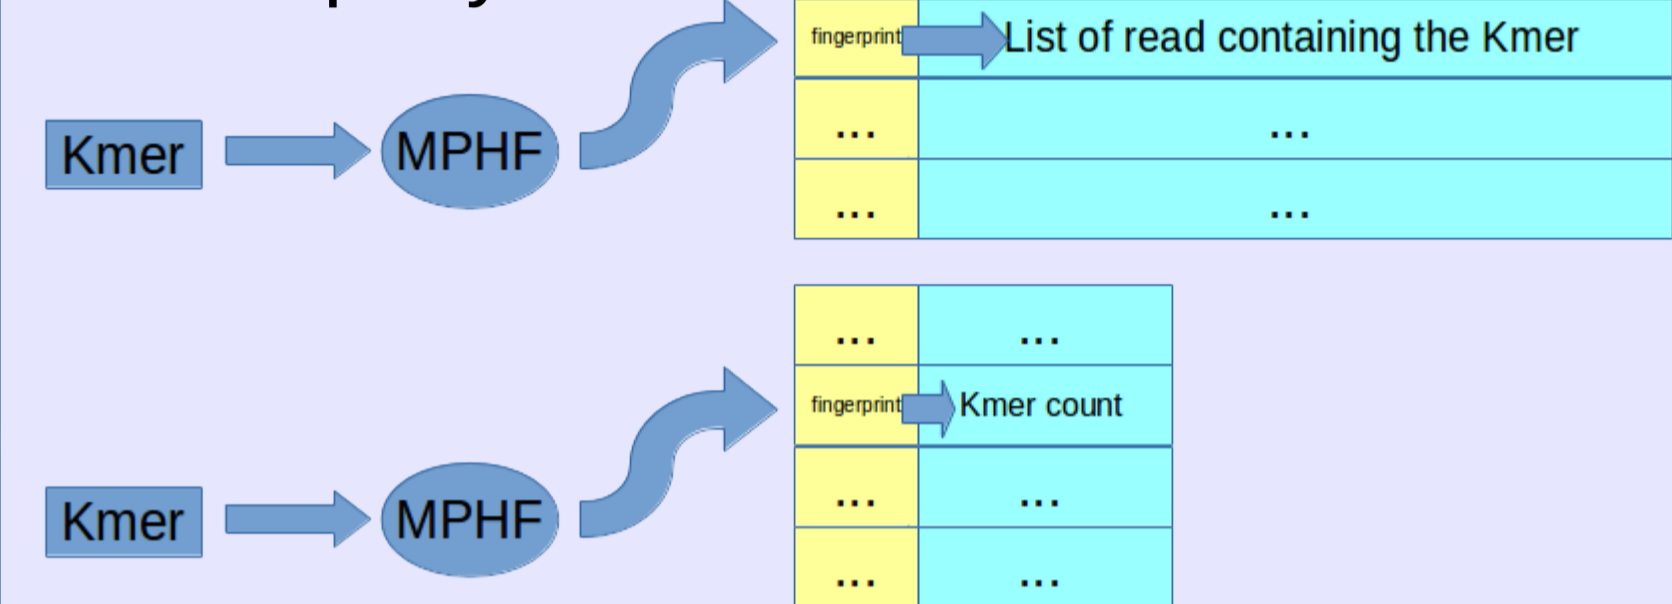 fingerprint List of read containing the Kmer
Kmer MPHF ... ...
... ...
... ...
fingerprint Kmer count
Kmer MPHF ... ...
... ...